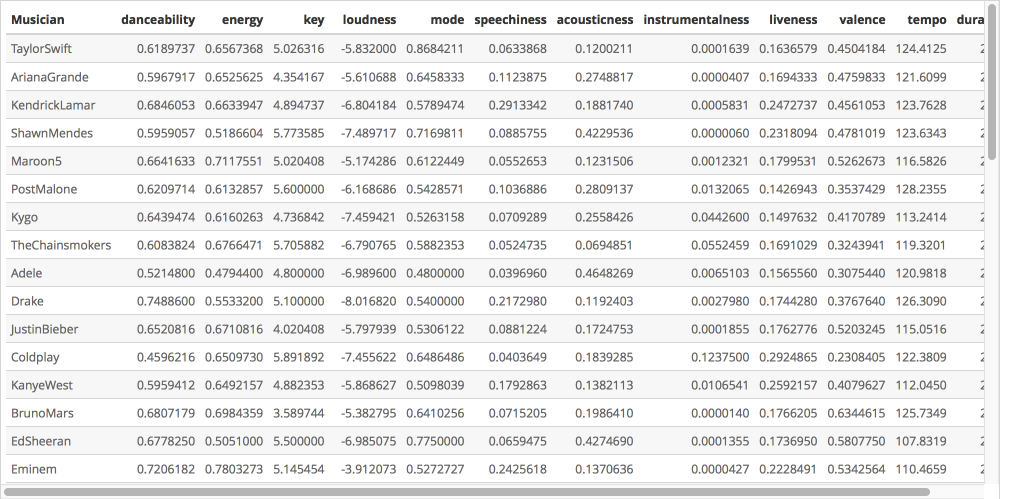 Musician danceability energy key loudness mode speechiness acousticness instrumentalness liveness valence tempo dura
TaylorSwift 0.6189737 0.6567368 5.026316 -5.832000 0.8684211 0.0633868 0.1200211 0.0001639 0.1636579 0.4504184 124.4125 2
ArianaGrande 0.5967917 0.6525625 4.354167 -5.610688 0.6458333 0.1123875 0.2748817 0.0000407 0.1694333 0.4759833 121.6099 2
KendrickLamar 0.6846053 0.6633947 4.894737 -6.804184 0.5789474 0.2913342 0.1881740 0.0005831 0.2472737 0.4561053 123.7628 2
ShawnMendes 0.5959057 0.5186604 5.773585 -7.489717 0.7169811 0.0885755 0.4229536 0.0000060 0.2318094 0.4781019 123.6343 2
Maroon5 0.6641633 0.7117551 5.020408 -5.174286 0.6122449 0.0552653 0.1231506 0.0012321 0.1799531 0.5262673 116.5826 2
PostMalone 0.6209714 0.6132857 5.600000 -6.168686 0.5428571 0.1036886 0.2809137 0.0132065 0.1426943 0.3537429 128.2355 2
Kygo 0.6439474 0.6160263 4.736842 -7.459421 0.5263158 0.0709289 0.2558426 0.0442600 0.1497632 0.4170789 113.2414 2
TheChainsmokers 0.6083824 0.6766471 5.705882 -6.790765 0.5882353 0.0524735 0.0694851 0.0552459 0.1691029 0.3243941 119.3201 2
Adele 0.5214800 0.4794400 4.800000 -6.989600 0.4800000 0.0396960 0.4648269 0.0065103 0.1565560 0.3075440 120.9818 2
Drake 0.7488600 0.5533200 5.100000 -8.016820 0.5400000 0.2172980 0.1192403 0.0027980 0.1744280 0.3767640 126.3090 2
JustinBieber 0.6520816 0.6710816 4.020408 -5.797939 0.5306122 0.0881224 0.1724753 0.0001855 0.1762776 0.5203245 115.0516 2
Coldplay 0.4596216 0.6509730 5.891892 -7.455622 0.6486486 0.0403649 0.1839285 0.1237500 0.2924865 0.2308405 122.3809 2
KanyeWest 0.5959412 0.6492157 4.882353 -5.868627 0.5098039 0.1792863 0.1382113 0.0106541 0.2592157 0.4079627 112.0450 2
BrunoMars 0.6807179 0.6984359 3.589744 -5.382795 0.6410256 0.0715205 0.1986410 0.0000140 0.1766205 0.6344615 125.7349 2
EdSheeran 0.6778250 0.5051000 5.500000 -6.985075 0.7750000 0.0659475 0.4274690 0.0001355 0.1736950 0.5807750 107.8319 2
Eminem 0.7206182 0.7803273 5.145454 -3.912073 0.5272727 0.2425618 0.1370636 0.0000427 0.2228491 0.5342564 110.4659 2